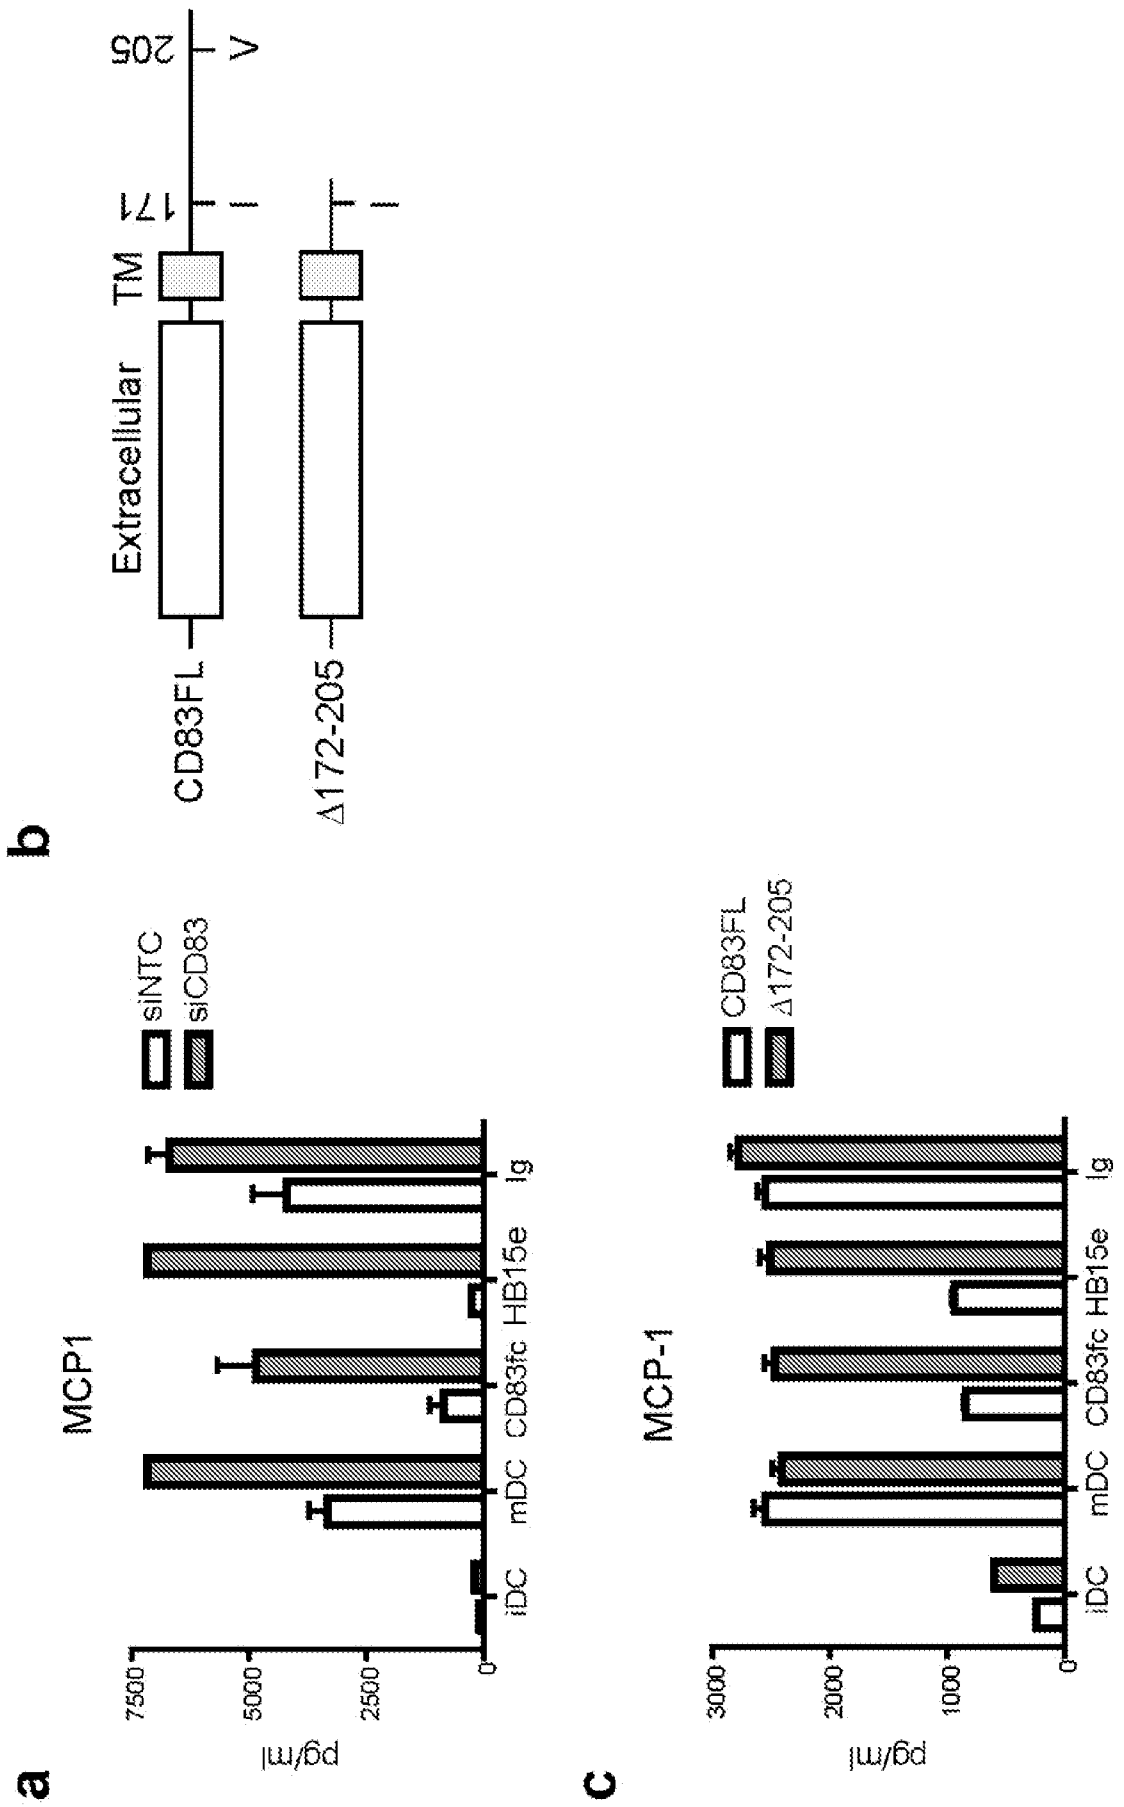 a
MCP1
7500
5000
2500
0
pg/ml
iDC mDC CD83fc HB15e Ig
siNTC
siCD83
b
Extracellular TM 171 205
CD83FL
I V
Δ172-205
I
c
MCP-1
3000
2000
1000
0
pg/ml
iDC mDC CD83fc HB15e Ig
CD83FL
Δ172-205